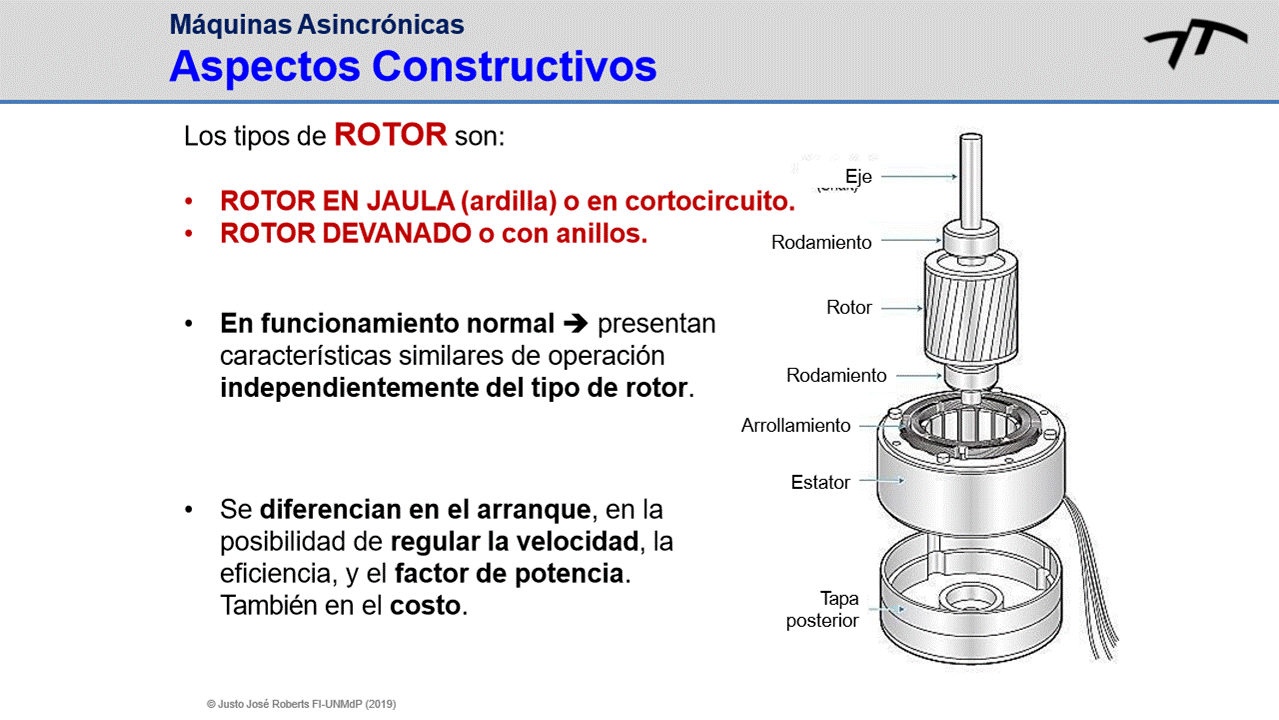 Máquinas Asincrónicas
Aspectos Constructivos
Los tipos de ROTOR son:
• ROTOR EN JAULA (ardilla) o en cortocircuito.
• ROTOR DEVANADO o con anillos.
• En funcionamiento normal ➔ presentan
características similares de operación
independientemente del tipo de rotor.
• Se diferencian en el arranque, en la
posibilidad de regular la velocidad, la
eficiencia, y el factor de potencia.
También en el costo.
Eje
Rodamiento
Rotor
Rodamiento
Arrollamiento
Estator
Tapa
posterior
© Justo José Roberts FI-UNMdP (2019)